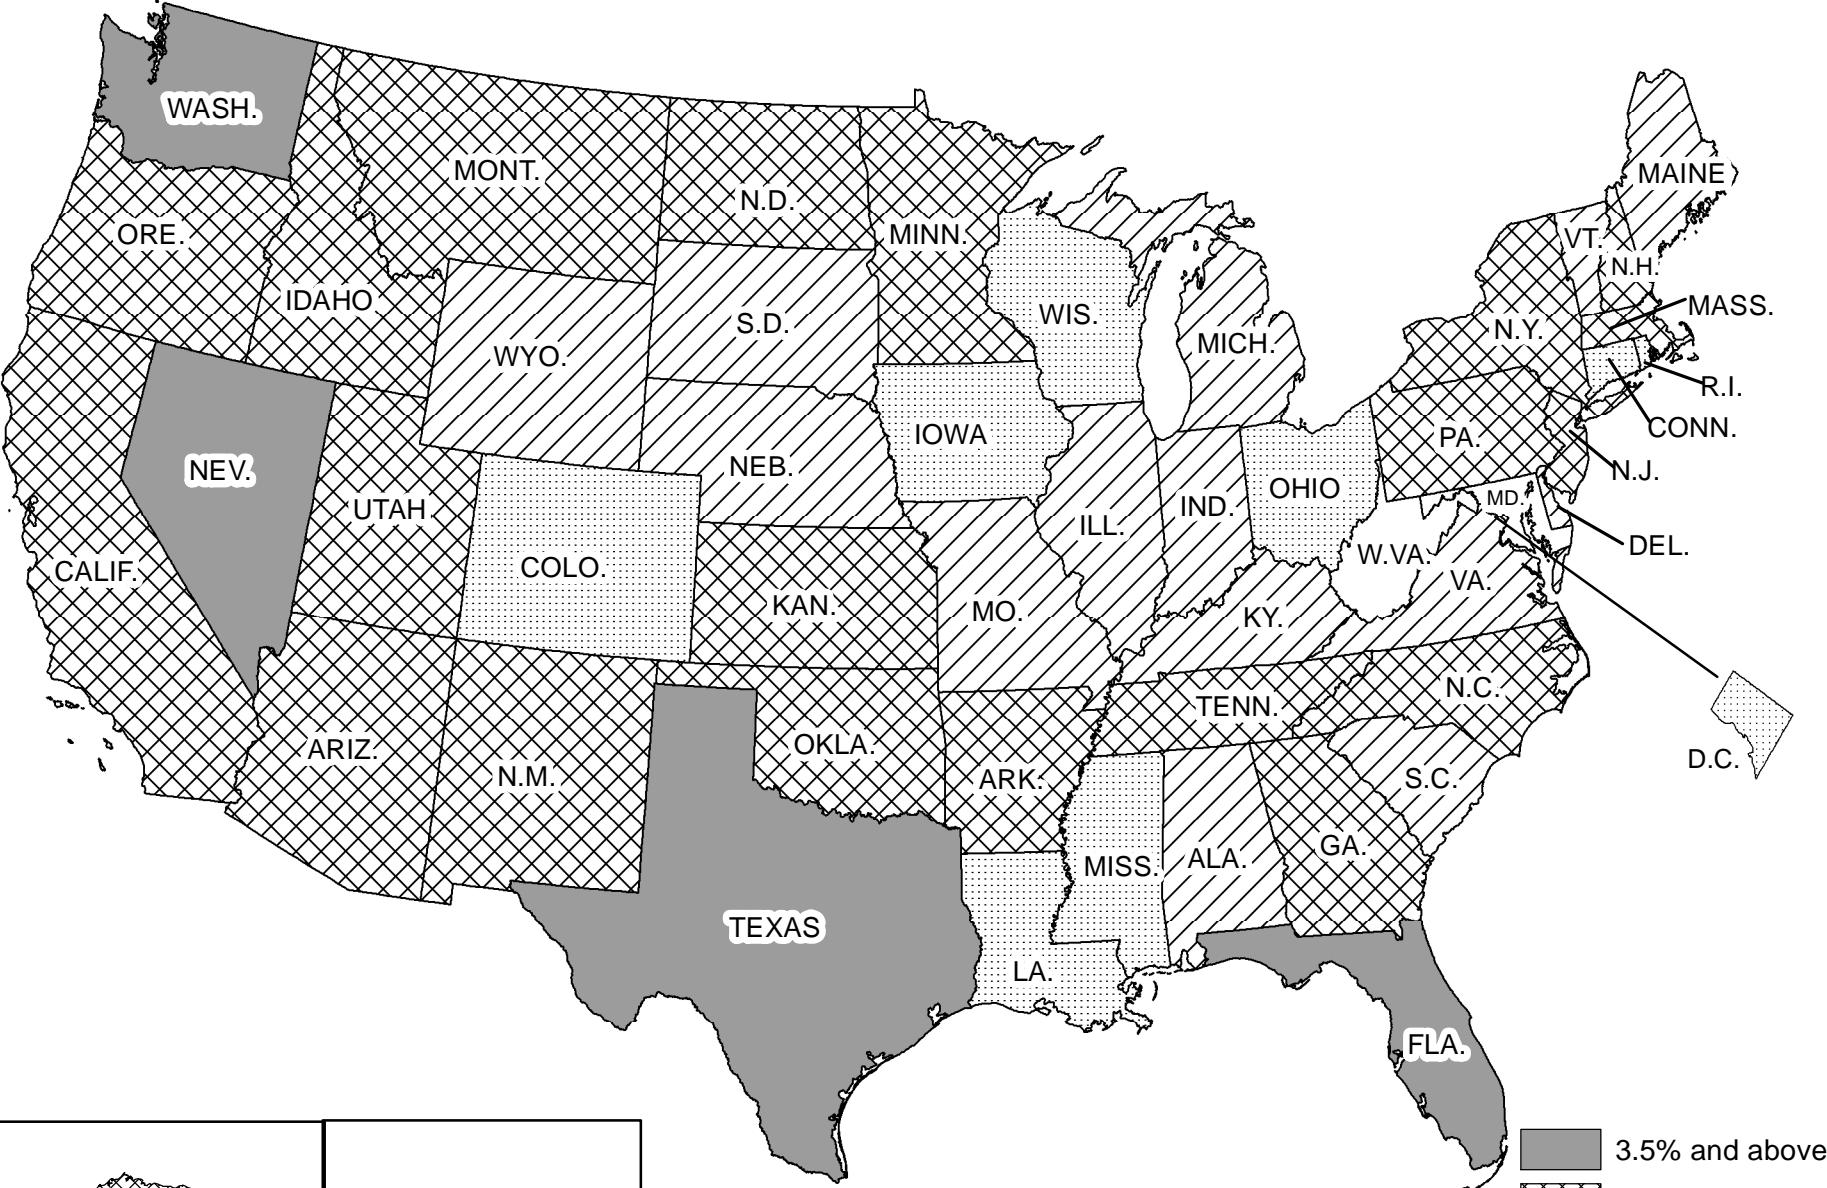 WASH.
MONT.
N.D.
MINN.
MAINE
ORE.
IDAHO
VT.
N.H.
WIS.
S.D.
MICH.
N.Y.
MASS.
WYO.
R.I.
CONN.
IOWA
PA.
NEB.
NEV.
N.J.
OHIO
MD.
UTAH
IND.
ILL.
DEL.
COLO.
CALIF.
W.VA.
VA.
KAN.
MO.
KY.
N.C.
TENN.
ARIZ.
N.M.
OKLA.
D.C.
ARK.
S.C.
GA.
MISS.
ALA.
TEXAS
LA.
FLA.
3.5% and above